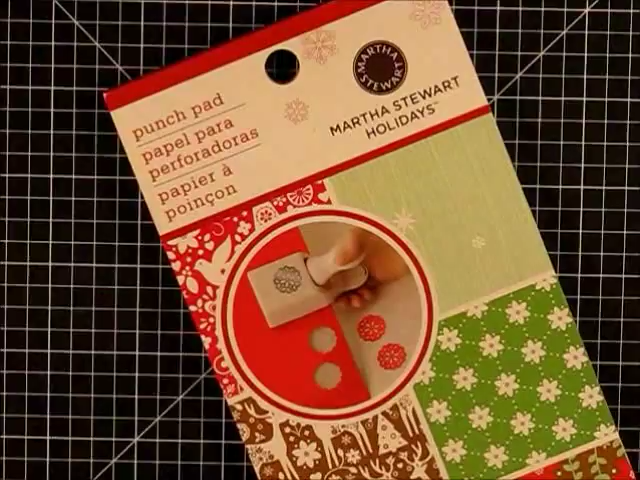 punch pad
papel para
perforadoras
papier à
poinçon
MARTHA
STEWART
MARTHA STEWART
HOLIDAYS™